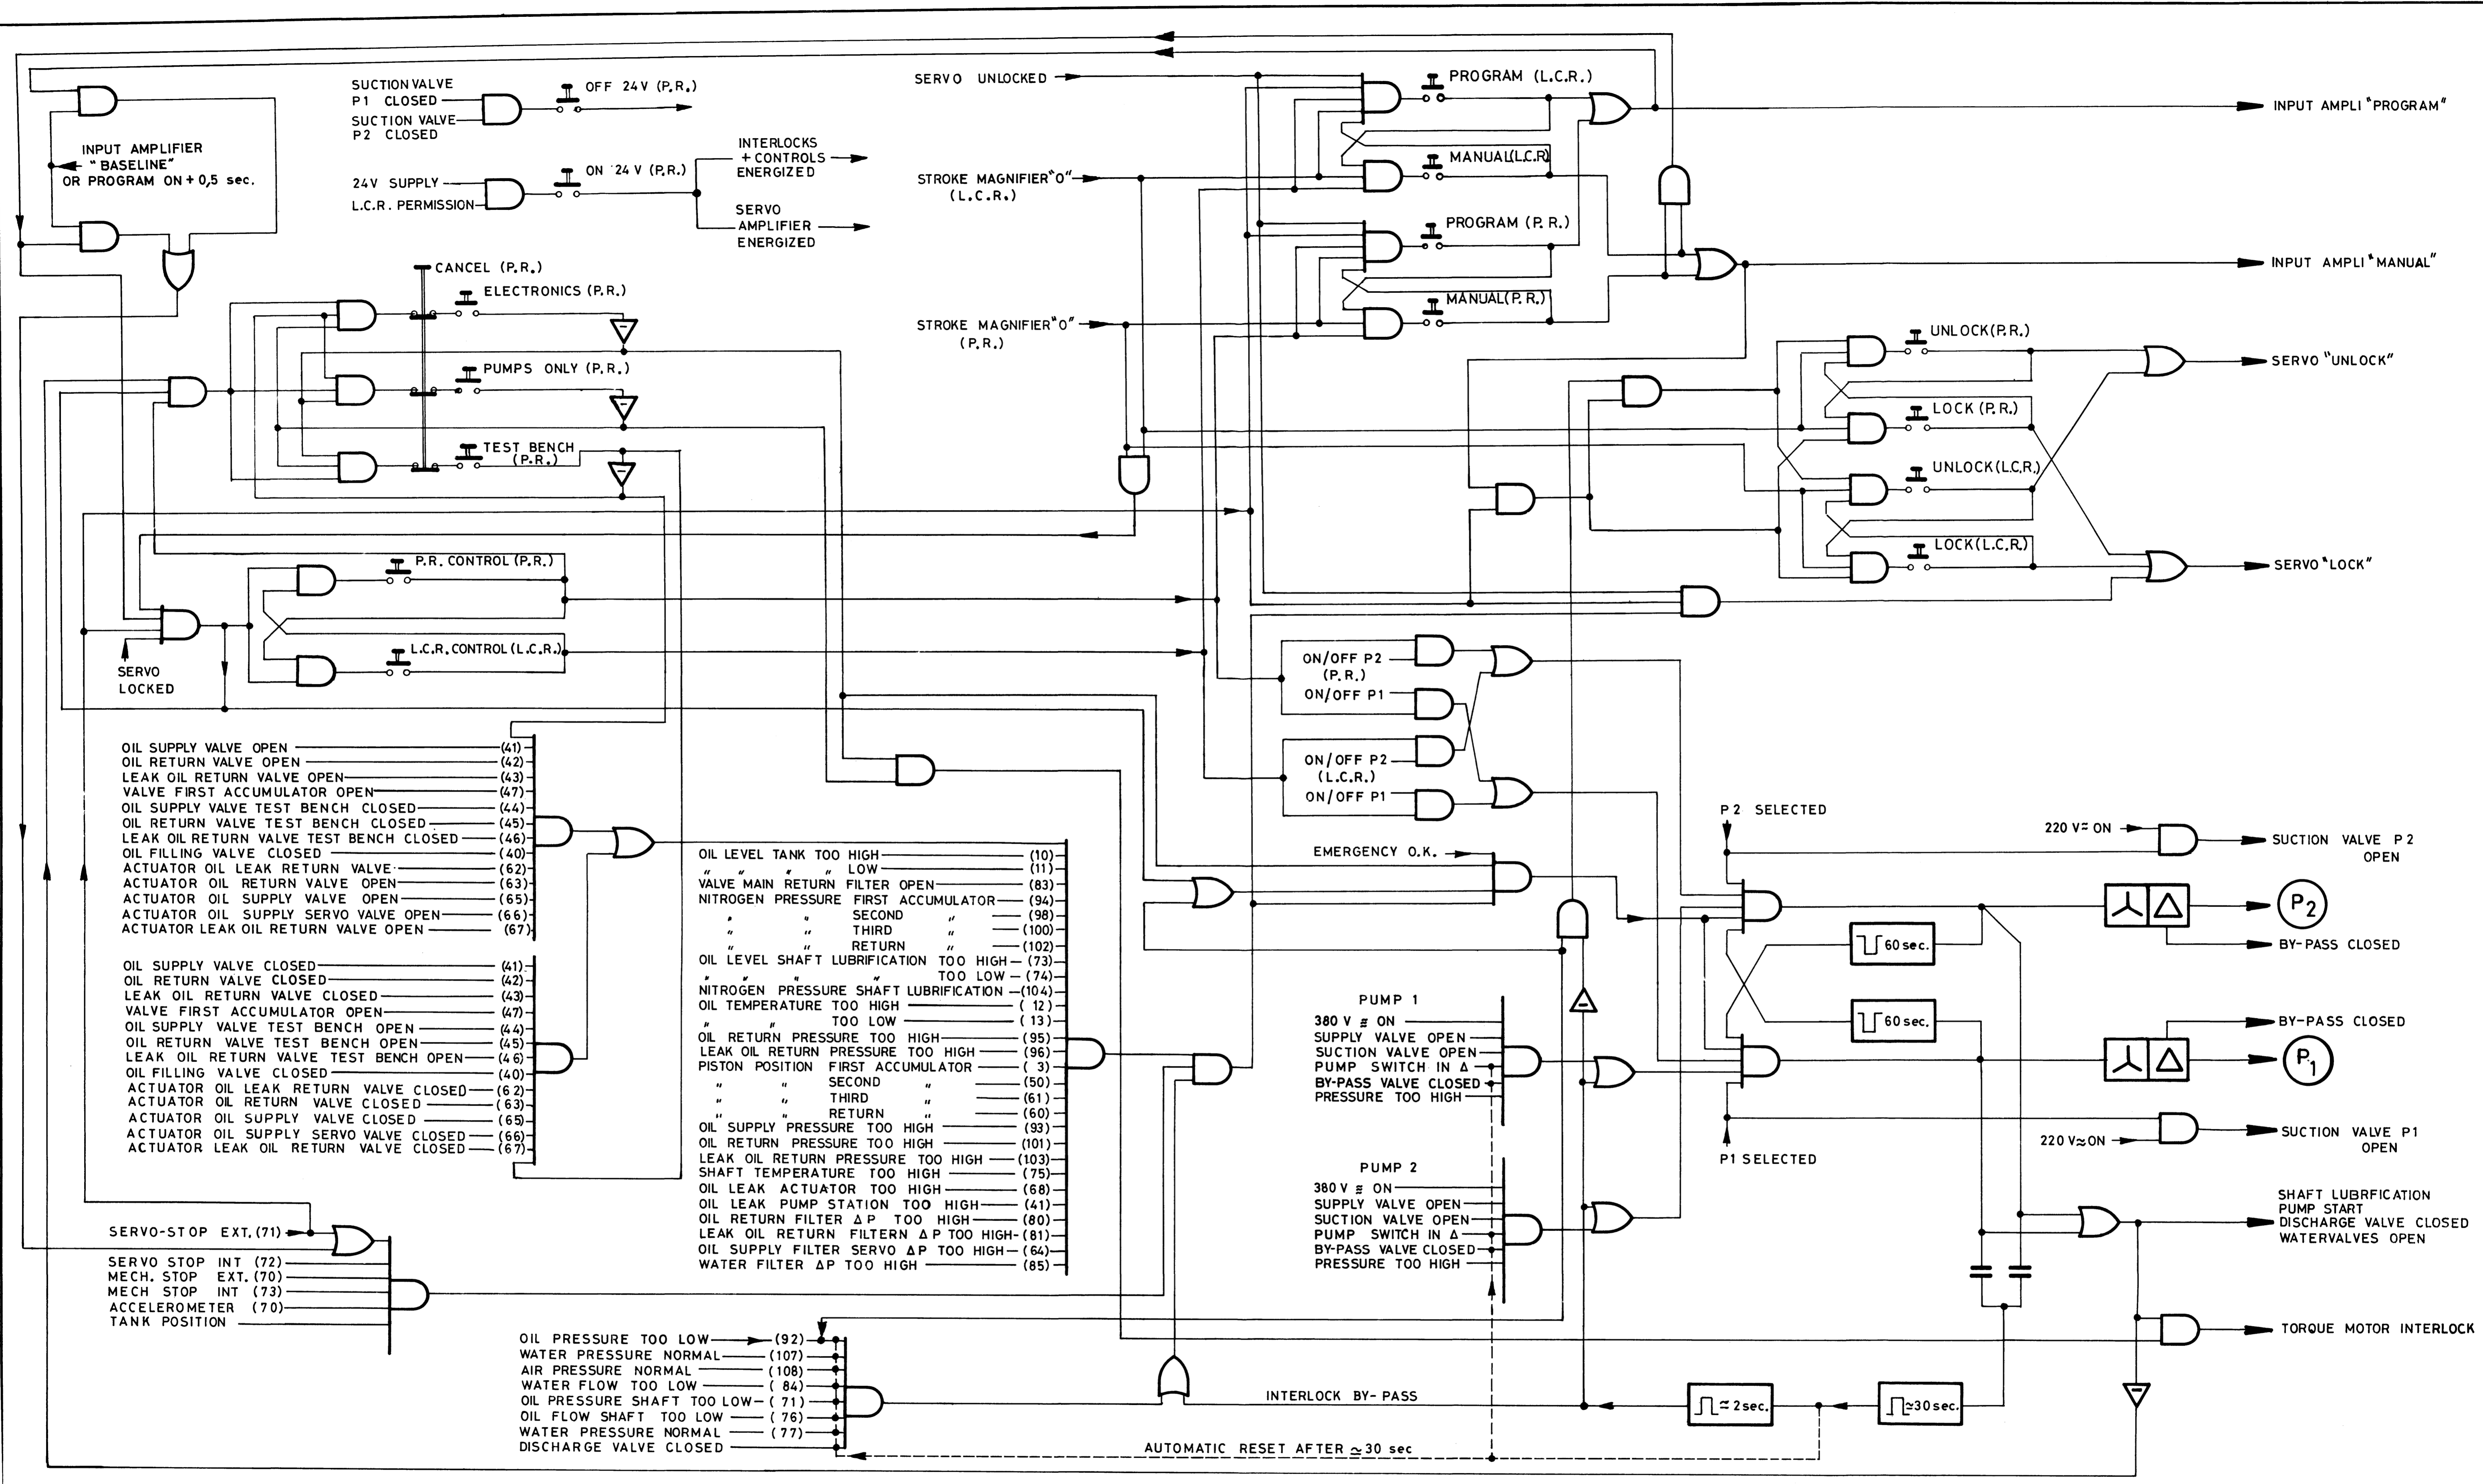 SUCTION VALVE
P1 CLOSED
SUCTION VALVE
P2 CLOSED
OFF 24V (P.R.)
INPUT AMPLIFIER
"BASELINE"
OR PROGRAM ON + 0,5 sec.
24V SUPPLY
L.C.R. PERMISSION
ON 24V (P.R.)
INTERLOCKS
+ CONTROLS
ENERGIZED
SERVO
AMPLIFIER
ENERGIZED
SERVO UNLOCKED
STROKE MAGNIFIER "0"
(L.C.R.)
STROKE MAGNIFIER "0"
(P.R.)
PROGRAM (L.C.R.)
MANUAL (L.C.R)
PROGRAM (P.R.)
MANUAL (P.R.)
INPUT AMPLI "PROGRAM"
INPUT AMPLI "MANUAL"
CANCEL (P.R.)
ELECTRONICS (P.R.)
PUMPS ONLY (P.R.)
TEST BENCH
(P.R.)
UNLOCK (P.R.)
LOCK (P.R.)
UNLOCK (L.C.R.)
LOCK (L.C.R.)
SERVO "UNLOCK"
SERVO "LOCK"
P.R. CONTROL (P.R.)
L.C.R. CONTROL (L.C.R.)
SERVO
LOCKED
ON/OFF P2
(P.R.)
ON/OFF P1
ON/OFF P2
(L.C.R.)
ON/OFF P1
OIL SUPPLY VALVE OPEN (41)
OIL RETURN VALVE OPEN (42)
LEAK OIL RETURN VALVE OPEN (43)
VALVE FIRST ACCUMULATOR OPEN (47)
OIL SUPPLY VALVE TEST BENCH CLOSED (44)
OIL RETURN VALVE TEST BENCH CLOSED (45)
LEAK OIL RETURN VALVE TEST BENCH CLOSED (46)
OIL FILLING VALVE CLOSED (40)
ACTUATOR OIL LEAK RETURN VALVE (62)
ACTUATOR OIL RETURN VALVE OPEN (63)
ACTUATOR OIL SUPPLY VALVE OPEN (65)
ACTUATOR OIL SUPPLY SERVO VALVE OPEN (66)
ACTUATOR LEAK OIL RETURN VALVE OPEN (67)
OIL SUPPLY VALVE CLOSED (41)
OIL RETURN VALVE CLOSED (42)
LEAK OIL RETURN VALVE CLOSED (43)
VALVE FIRST ACCUMULATOR OPEN (47)
OIL SUPPLY VALVE TEST BENCH OPEN (44)
OIL RETURN VALVE TEST BENCH OPEN (45)
LEAK OIL RETURN VALVE TEST BENCH OPEN (46)
OIL FILLING VALVE CLOSED (40)
ACTUATOR OIL LEAK RETURN VALVE CLOSED (62)
ACTUATOR OIL RETURN VALVE CLOSED (63)
ACTUATOR OIL SUPPLY VALVE CLOSED (65)
ACTUATOR OIL SUPPLY SERVO VALVE CLOSED (66)
ACTUATOR LEAK OIL RETURN VALVE CLOSED (67)
SERVO-STOP EXT. (71)
SERVO STOP INT (72)
MECH. STOP EXT. (70)
MECH STOP INT (73)
ACCELEROMETER (70)
TANK POSITION
OIL LEVEL TANK TOO HIGH (10)
" " " " LOW (11)
VALVE MAIN RETURN FILTER OPEN (83)
NITROGEN PRESSURE FIRST ACCUMULATOR (94)
" " SECOND " (98)
" " THIRD " (100)
" " RETURN " (102)
OIL LEVEL SHAFT LUBRIFICATION TOO HIGH (73)
" " " " TOO LOW (74)
NITROGEN PRESSURE SHAFT LUBRIFICATION (104)
OIL TEMPERATURE TOO HIGH (12)
" " TOO LOW (13)
OIL RETURN PRESSURE TOO HIGH (95)
LEAK OIL RETURN PRESSURE TOO HIGH (96)
PISTON POSITION FIRST ACCUMULATOR (3)
" " SECOND " (50)
" " THIRD " (61)
" " RETURN " (60)
OIL SUPPLY PRESSURE TOO HIGH (93)
OIL RETURN PRESSURE TOO HIGH (101)
LEAK OIL RETURN PRESSURE TOO HIGH (103)
SHAFT TEMPERATURE TOO HIGH (75)
OIL LEAK ACTUATOR TOO HIGH (68)
OIL LEAK PUMP STATION TOO HIGH (41)
OIL RETURN FILTER ΔP TOO HIGH (80)
LEAK OIL RETURN FILTERN ΔP TOO HIGH (81)
OIL SUPPLY FILTER SERVO ΔP TOO HIGH (64)
WATER FILTER ΔP TOO HIGH (85)
OIL PRESSURE TOO LOW (92)
WATER PRESSURE NORMAL (107)
AIR PRESSURE NORMAL (108)
WATER FLOW TOO LOW (84)
OIL PRESSURE SHAFT TOO LOW (71)
OIL FLOW SHAFT TOO LOW (76)
WATER PRESSURE NORMAL (77)
DISCHARGE VALVE CLOSED
EMERGENCY O.K.
PUMP 1
380 V ≅ ON
SUPPLY VALVE OPEN
SUCTION VALVE OPEN
PUMP SWITCH IN Δ
BY-PASS VALVE CLOSED
PRESSURE TOO HIGH
PUMP 2
380 V ≅ ON
SUPPLY VALVE OPEN
SUCTION VALVE OPEN
PUMP SWITCH IN Δ
BY-PASS VALVE CLOSED
PRESSURE TOO HIGH
INTERLOCK BY-PASS
AUTOMATIC RESET AFTER ≃30 sec
≃ 2 sec.
≃30 sec.
P2 SELECTED
220 V≂ ON
SUCTION VALVE P2
OPEN
60 sec.
P2
BY-PASS CLOSED
60 sec.
BY-PASS CLOSED
P1
P1 SELECTED
220 V≈ON
SUCTION VALVE P1
OPEN
SHAFT LUBRFICATION
PUMP START
DISCHARGE VALVE CLOSED
WATERVALVES OPEN
TORQUE MOTOR INTERLOCK